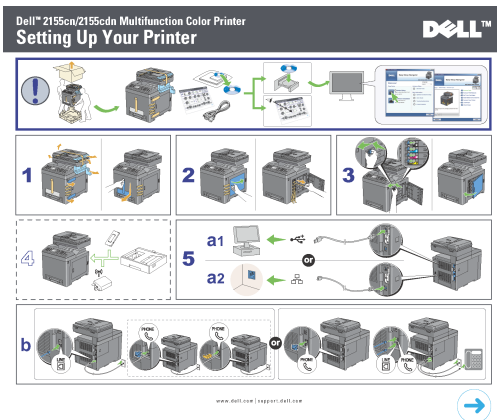 Dell™ 2155cn/2155cdn Multifunction Color Printer
Setting Up Your Printer
DELL™
1
2
3
4
5
a1
or
a2
b
LINE
PHONE
PHONE
or
PHONE
LINE
PHONE
www.dell.com | support.dell.com